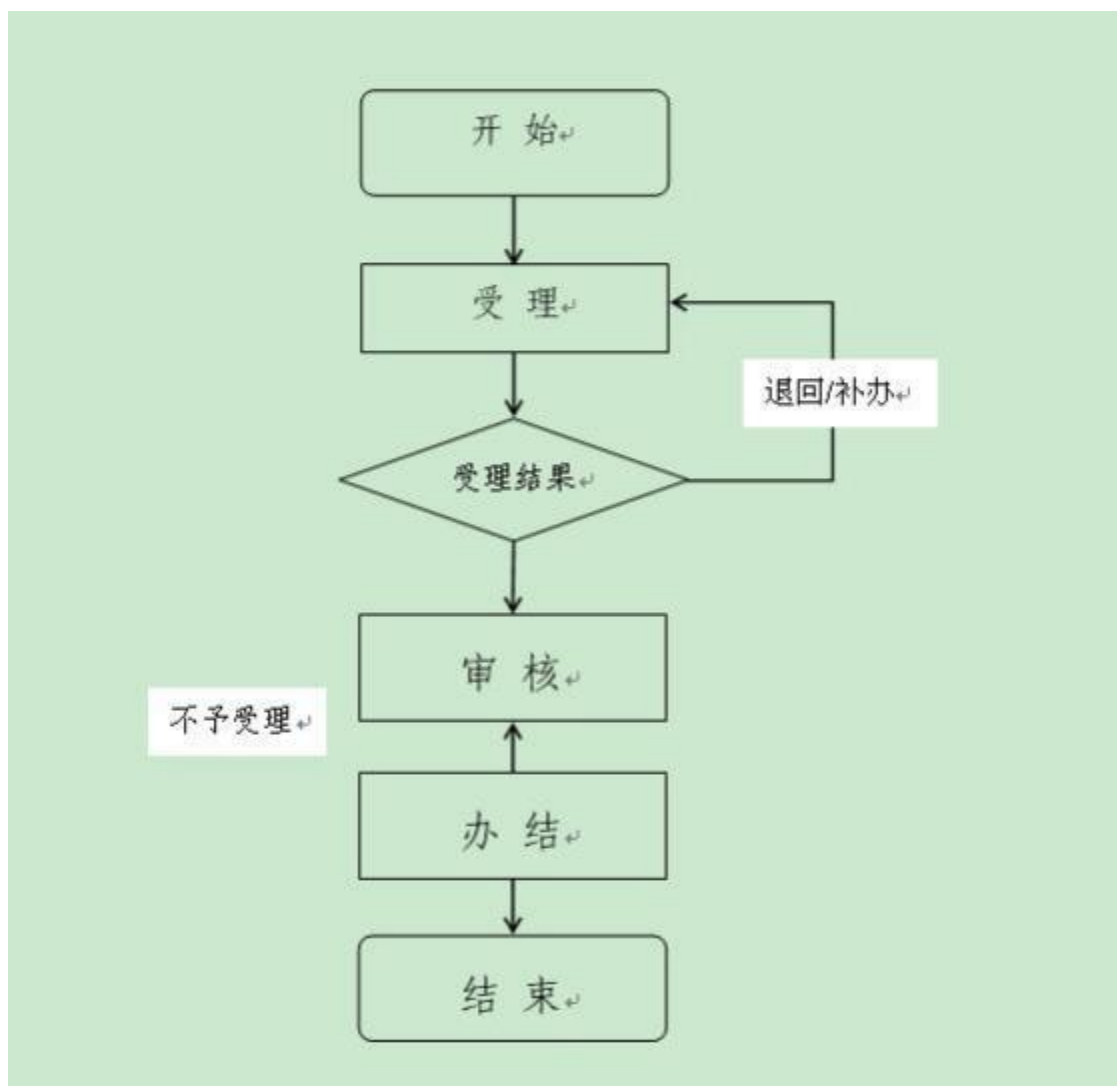 开 始
受 理
退回/补办
受理结果
审 核
不予受理
办 结
结 束